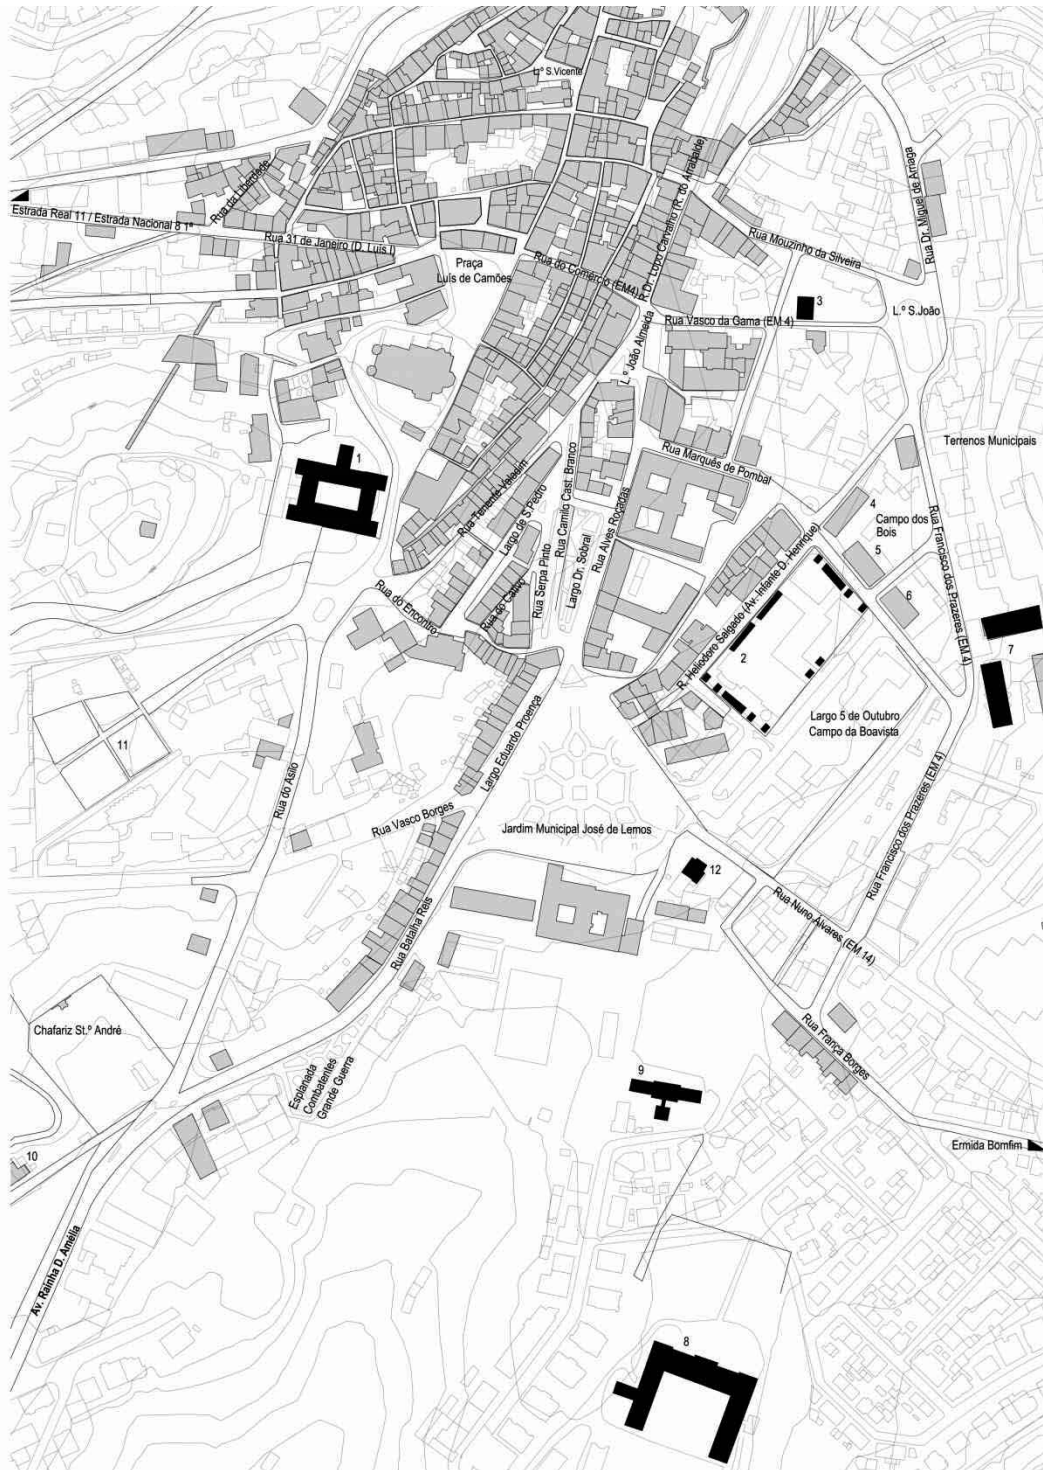 L.º S.Vicente
Rua da Liberdade
Estrada Real 11 / Estrada Nacional 8 1ª
Rua 31 de Janeiro (D. Luis I)
Praça
Luís de Camões
Rua do Comércio (EM4)
R.Dr. Lopo Carvalho (R. do Arrabalde)
Rua Dr. Miguel de Arriaga
Rua Mouzinho da Silveira
3
L.º S.João
Rua Vasco da Gama (EM 4)
L.º João Almeida
1
Rua Marquês de Pombal
Terrenos Municipais
Rua Tenente Valadim
Largo de S.Pedro
Rua Camilo Cast. Branco
4
Campo dos
Bois
5
6
Rua Francisco dos Prazeres (EM 4)
Rua Alves Roçadas
Largo Dr. Sobral
Rua Serpa Pinto
Rua do Cativo
Rua do Encontro
R. Heliodoro Salgado (Av. Infante D. Henrique)
2
7
Largo 5 de Outubro
Campo da Boavista
11
Rua do Asilo
Largo Eduardo Proença
Rua Vasco Borges
Jardim Municipal José de Lemos
Rua Francisco dos Prazeres (EM 4)
12
Rua Nuno Álvares (EM 14)
Rua Batalha Reis
Chafariz St.º André
Rua França Borges
Esplanada
Combatentes
Grande Guerra
9
10
Ermida Bomfim
Av. Rainha D. Amélia
8